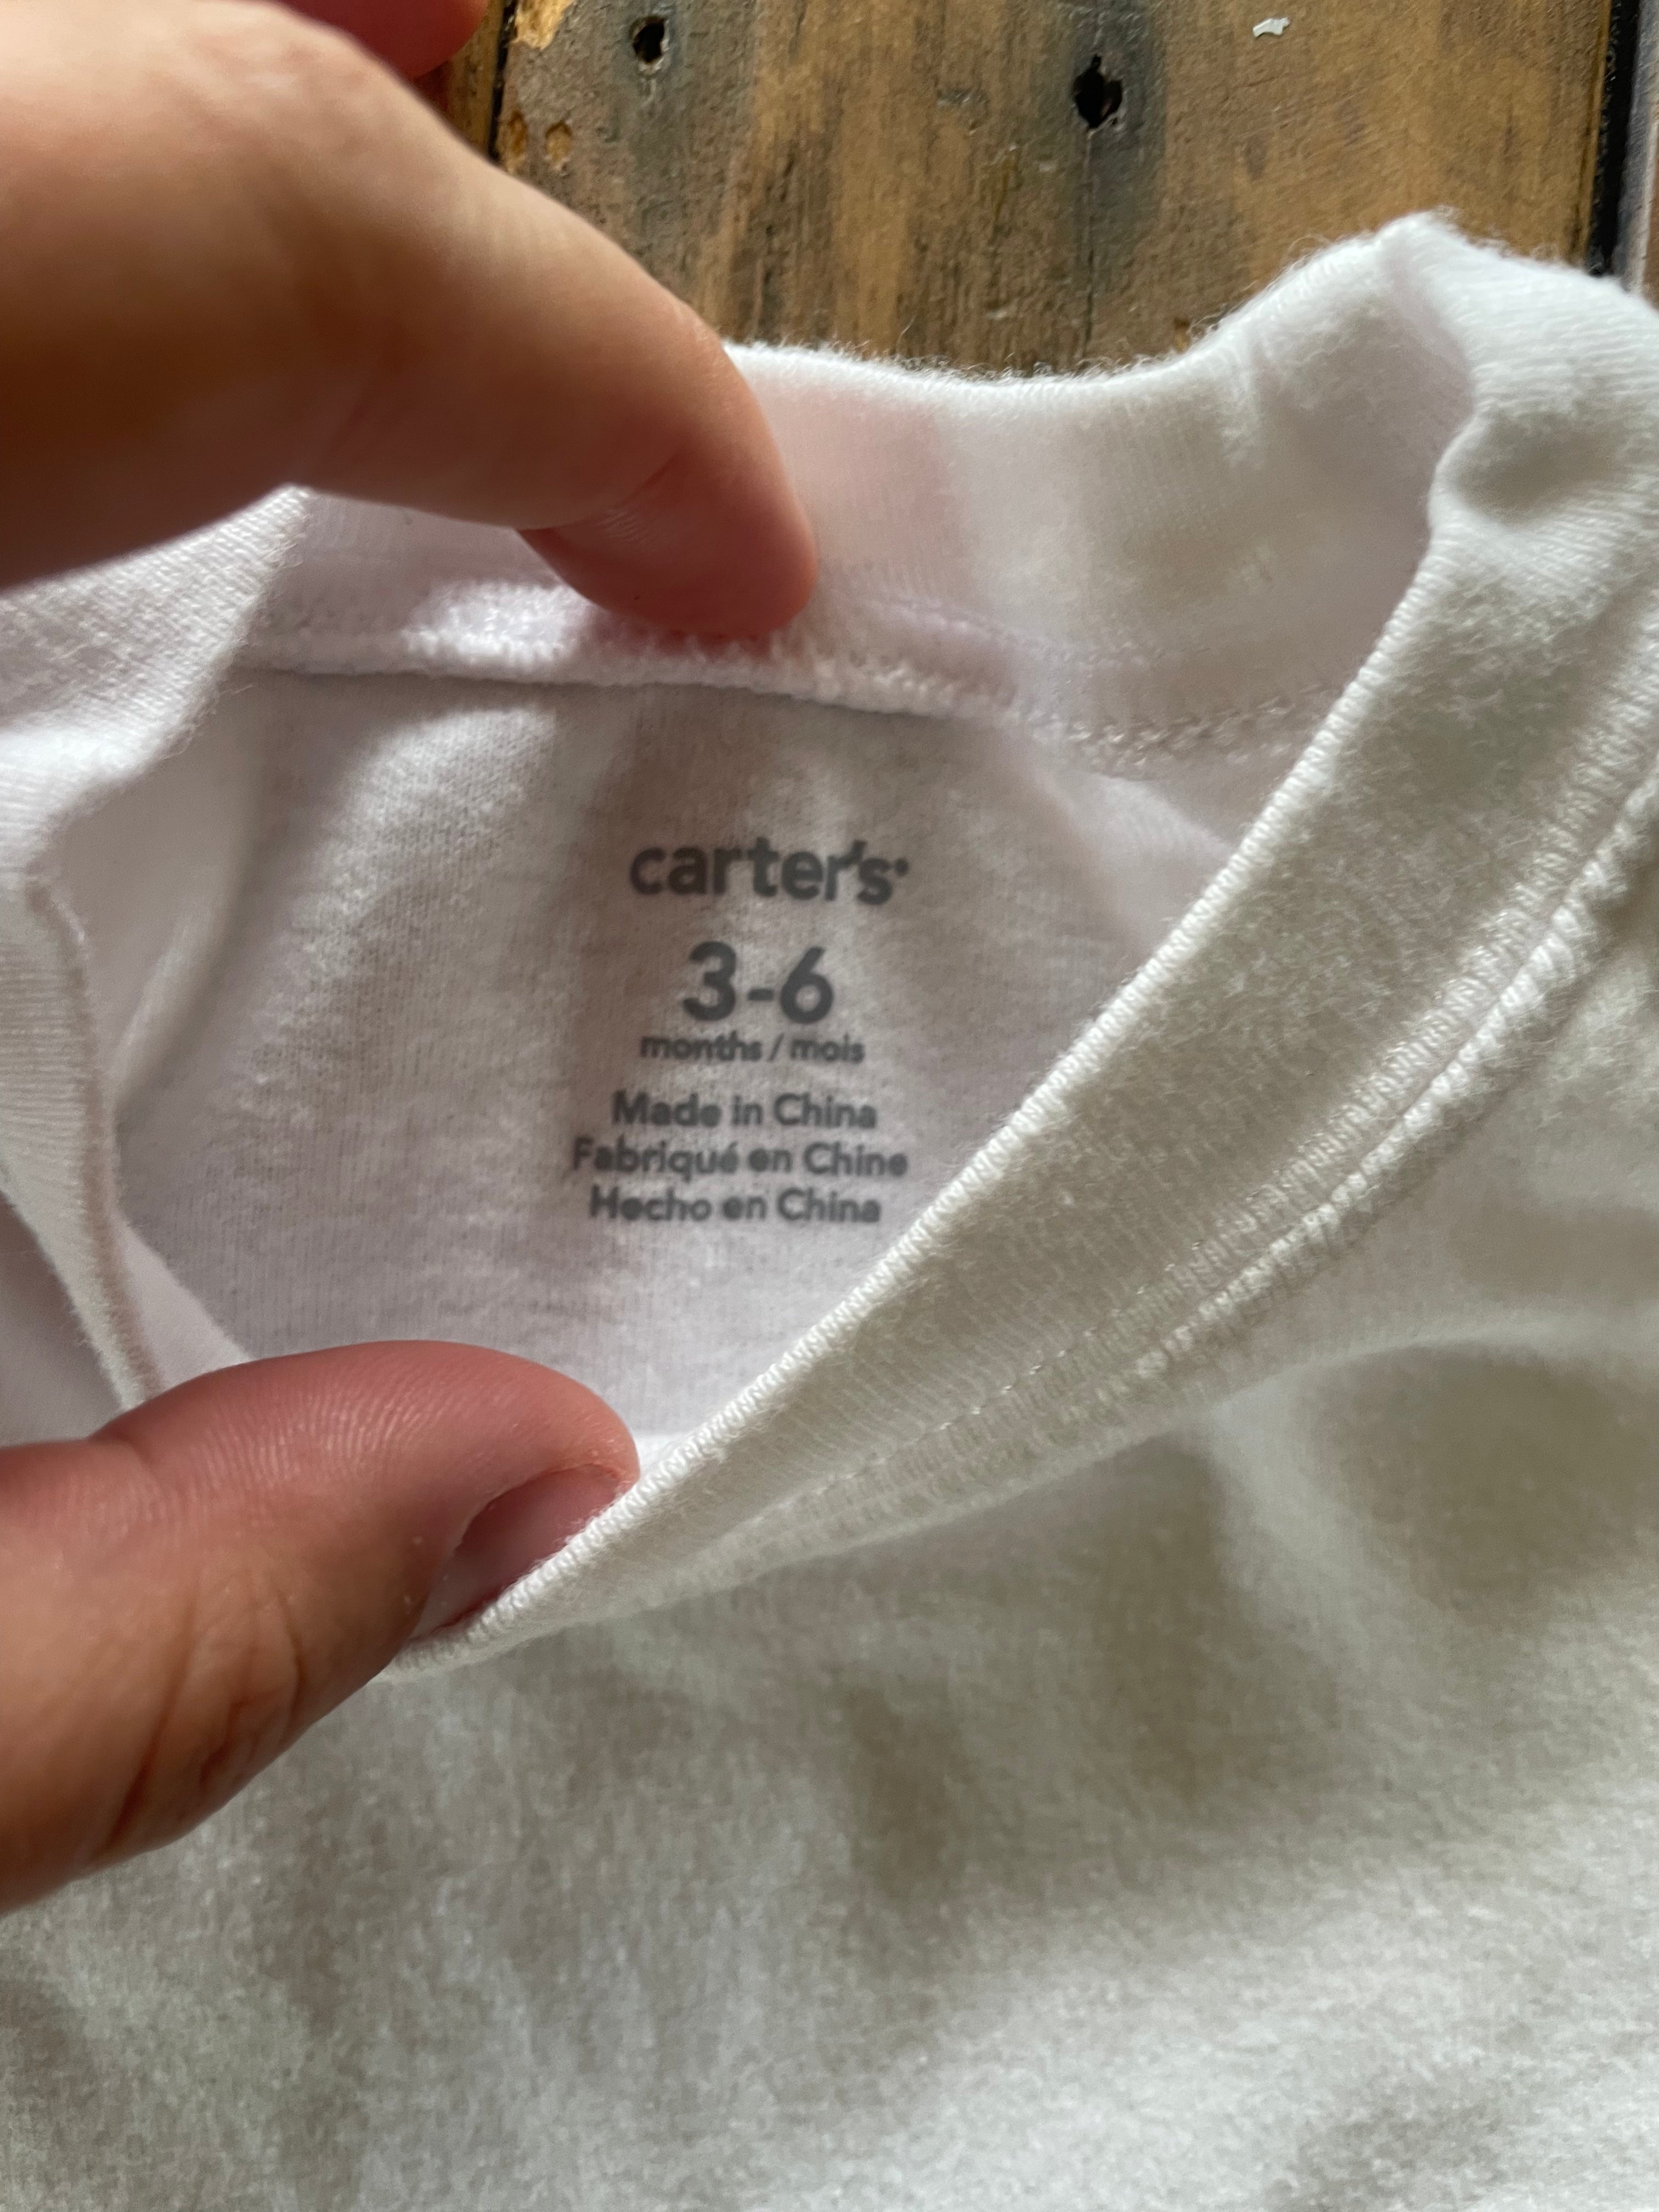 carter's
3-6
months / mois
Made in China
Fabriqué en Chine
Hecho en China